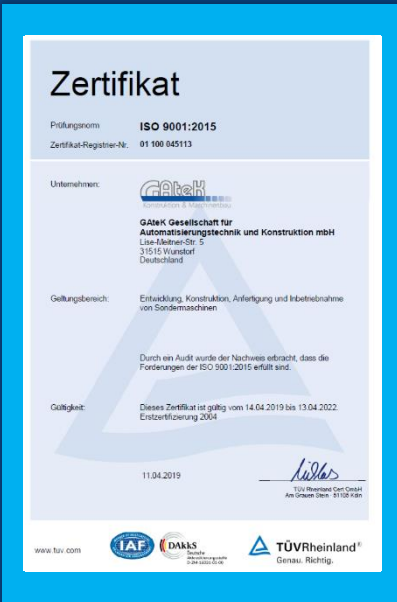 Zertifikat
Prüfungsnorm ISO 9001:2015
Zertifikat-Registrier-Nr. 01 100 045113
Unternehmen:
GAteK
Konstruktion & Maschinenbau
GAteK Gesellschaft für
Automatisierungstechnik und Konstruktion mbH
Lise-Meitner-Str. 5
31515 Wunstorf
Deutschland
Geltungsbereich: Entwicklung, Konstruktion, Anfertigung und Inbetriebnahme
von Sondermaschinen
Durch ein Audit wurde der Nachweis erbracht, dass die
Forderungen der ISO 9001:2015 erfüllt sind.
Gültigkeit: Dieses Zertifikat ist gültig vom 14.04.2019 bis 13.04.2022.
Erstzertifizierung 2004
11.04.2019
TÜV Rheinland Cert GmbH
Am Grauen Stein · 51105 Köln
www.tuv.com
IAF
DAkkS
Deutsche
Akkreditierungsstelle
TÜVRheinland®
Genau. Richtig.